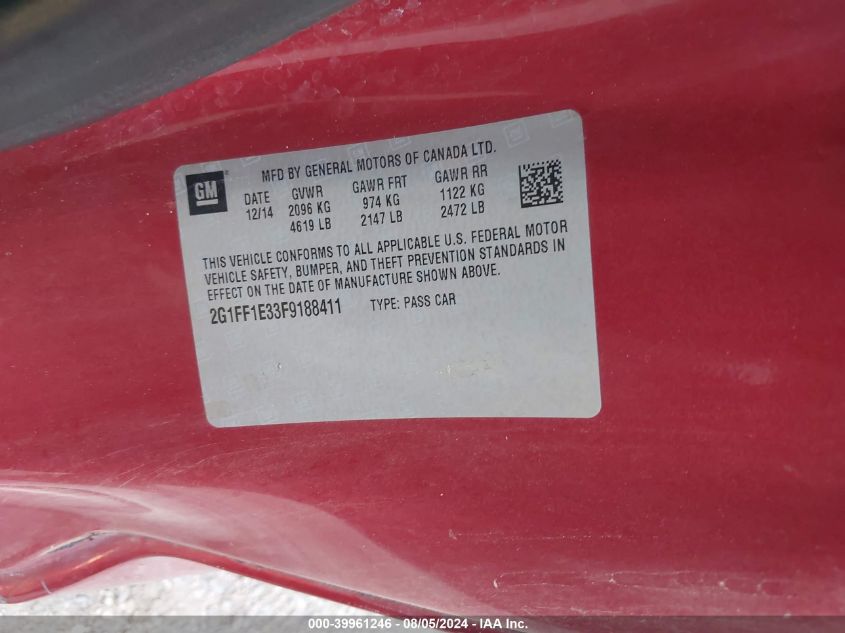 MFD BY GENERAL MOTORS OF CANADA LTD.
GM
DATE GVWR GAWR FRT GAWR RR
12/14 2096 KG 974 KG 1122 KG
4619 LB 2147 LB 2472 LB
THIS VEHICLE CONFORMS TO ALL APPLICABLE U.S. FEDERAL MOTOR
VEHICLE SAFETY, BUMPER, AND THEFT PREVENTION STANDARDS IN
EFFECT ON THE DATE OF MANUFACTURE SHOWN ABOVE.
2G1FF1E33F9188411 TYPE: PASS CAR
000-39961246 - 08/05/2024 - IAA Inc.